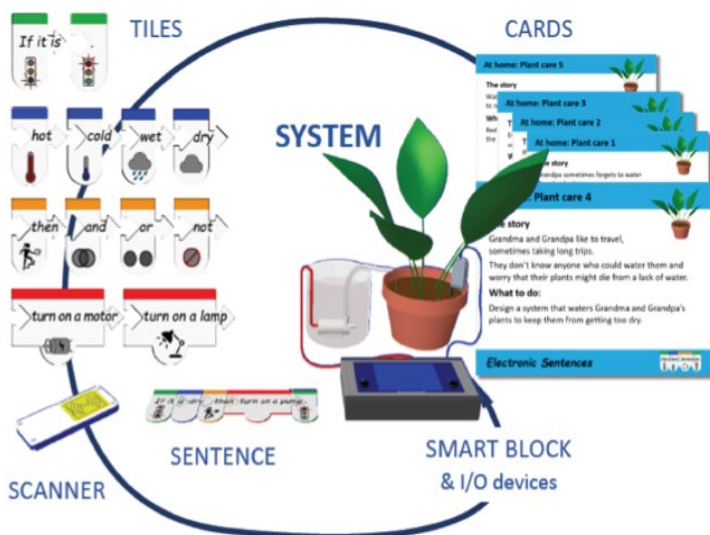 TILES
CARDS
If it is
.
hot
cold
wet
dry
then
and
or
not
turn on a motor
turn on a lamp
SCANNER
If it is dry then turn on a pump .
SENTENCE
SYSTEM
SMART BLOCK
& I/O devices
At home: Plant care 5
The story
At home: Plant care 3
At home: Plant care 2
At home: Plant care 1
story
Grandpa sometimes forgets to water
: Plant care 4
story
Grandma and Grandpa like to travel,
sometimes taking long trips.
They don't know anyone who could water them and
worry that their plants might die from a lack of water.
What to do:
Design a system that waters Grandma and Grandpa's
plants to keep them from getting too dry.
Electronic Sentences